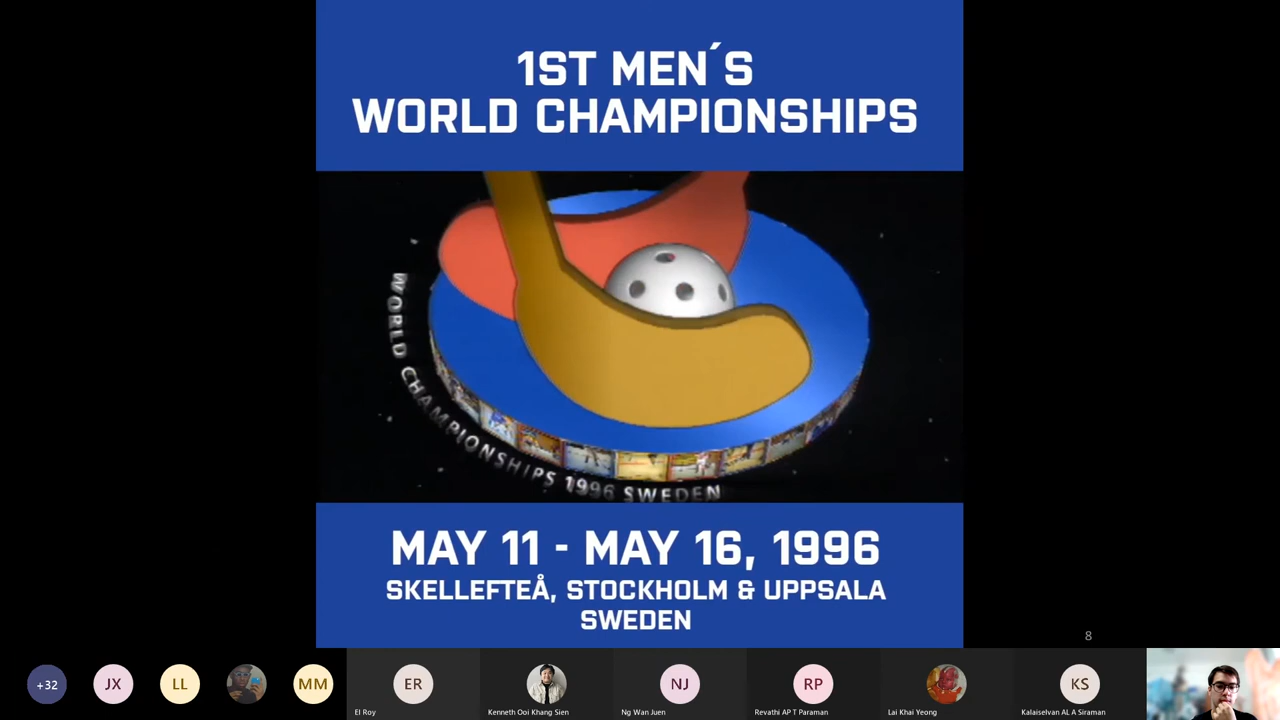 1ST MEN´S
WORLD CHAMPIONSHIPS
WORLD CHAMPIONSHIPS 1996 SWEDEN
MAY 11 - MAY 16, 1996
SKELLEFTEÅ, STOCKHOLM & UPPSALA
SWEDEN
8
+32
JX
LL
MM
ER
El Roy
Kenneth Ooi Khang Sien
NJ
Ng Wan Juen
RP
Revathi AP T Paraman
Lai Khai Yeong
KS
Kalaiselvan AL A Siraman